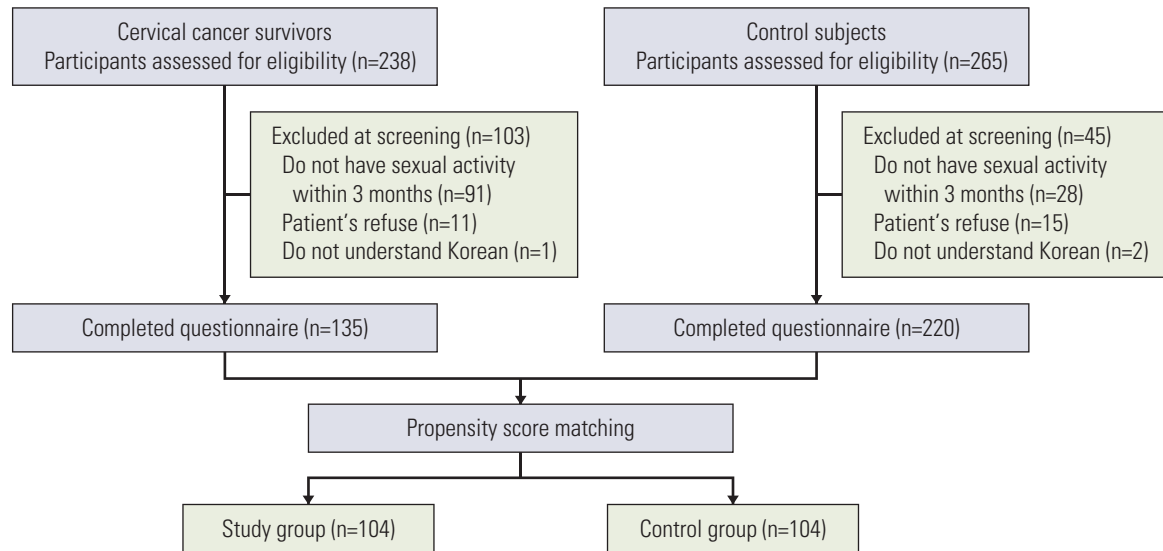 Cervical cancer survivors
Participants assessed for eligibility (n=238)
Control subjects
Participants assessed for eligibility (n=265)
Excluded at screening (n=103)
Do not have sexual activity
within 3 months (n=91)
Patient's refuse (n=11)
Do not understand Korean (n=1)
Excluded at screening (n=45)
Do not have sexual activity
within 3 months (n=28)
Patient's refuse (n=15)
Do not understand Korean (n=2)
Completed questionnaire (n=135)
Completed questionnaire (n=220)
Propensity score matching
Study group (n=104)
Control group (n=104)